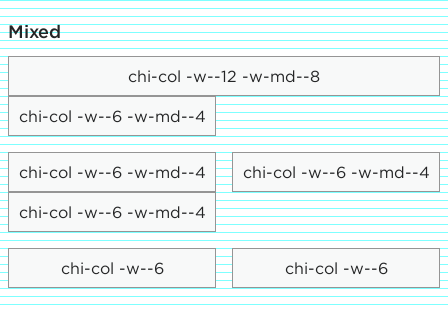 Mixed
chi-col -w--12 -w-md--8
chi-col -w--6 -w-md--4
chi-col -w--6 -w-md--4 chi-col -w--6 -w-md--4
chi-col -w--6 -w-md--4
chi-col -w--6 chi-col -w--6